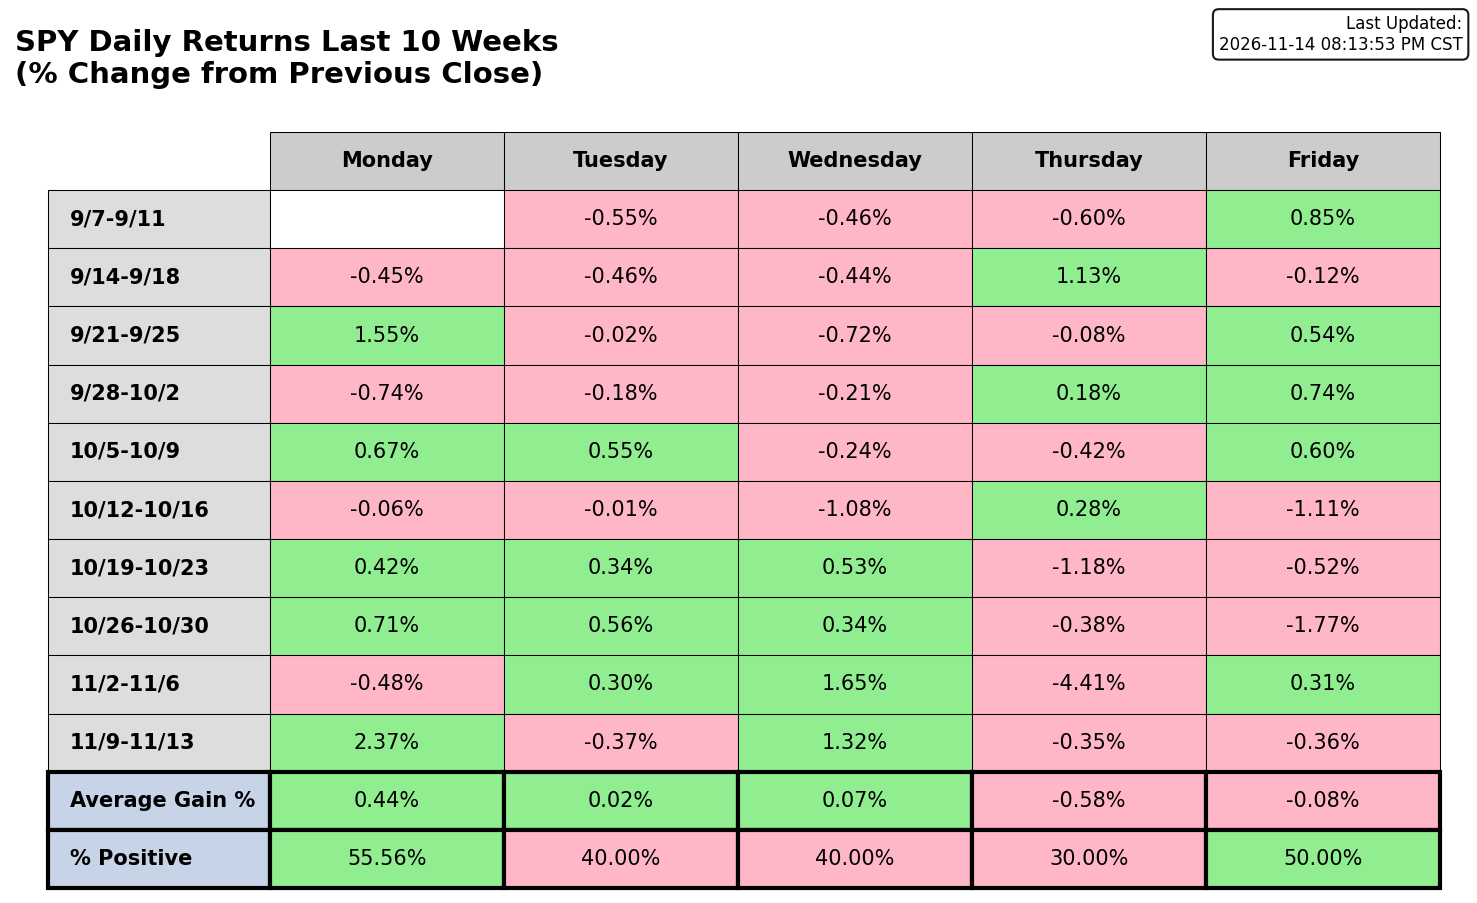 SPY Daily Returns Last 10 Weeks
(% Change from Previous Close)
Last Updated:
2026-11-14 08:13:53 PM CST
Monday Tuesday Wednesday Thursday Friday
9/7-9/11 -0.55% -0.46% -0.60% 0.85%
9/14-9/18 -0.45% -0.46% -0.44% 1.13% -0.12%
9/21-9/25 1.55% -0.02% -0.72% -0.08% 0.54%
9/28-10/2 -0.74% -0.18% -0.21% 0.18% 0.74%
10/5-10/9 0.67% 0.55% -0.24% -0.42% 0.60%
10/12-10/16 -0.06% -0.01% -1.08% 0.28% -1.11%
10/19-10/23 0.42% 0.34% 0.53% -1.18% -0.52%
10/26-10/30 0.71% 0.56% 0.34% -0.38% -1.77%
11/2-11/6 -0.48% 0.30% 1.65% -4.41% 0.31%
11/9-11/13 2.37% -0.37% 1.32% -0.35% -0.36%
Average Gain % 0.44% 0.02% 0.07% -0.58% -0.08%
% Positive 55.56% 40.00% 40.00% 30.00% 50.00%